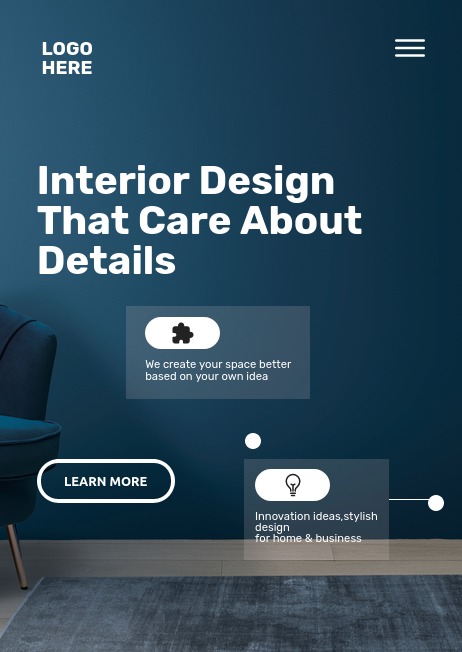 LOGO
HERE
Interior Design
That Care About
Details
We create your space better
based on your own idea
LEARN MORE
Innovation ideas,stylish
design
for home & business